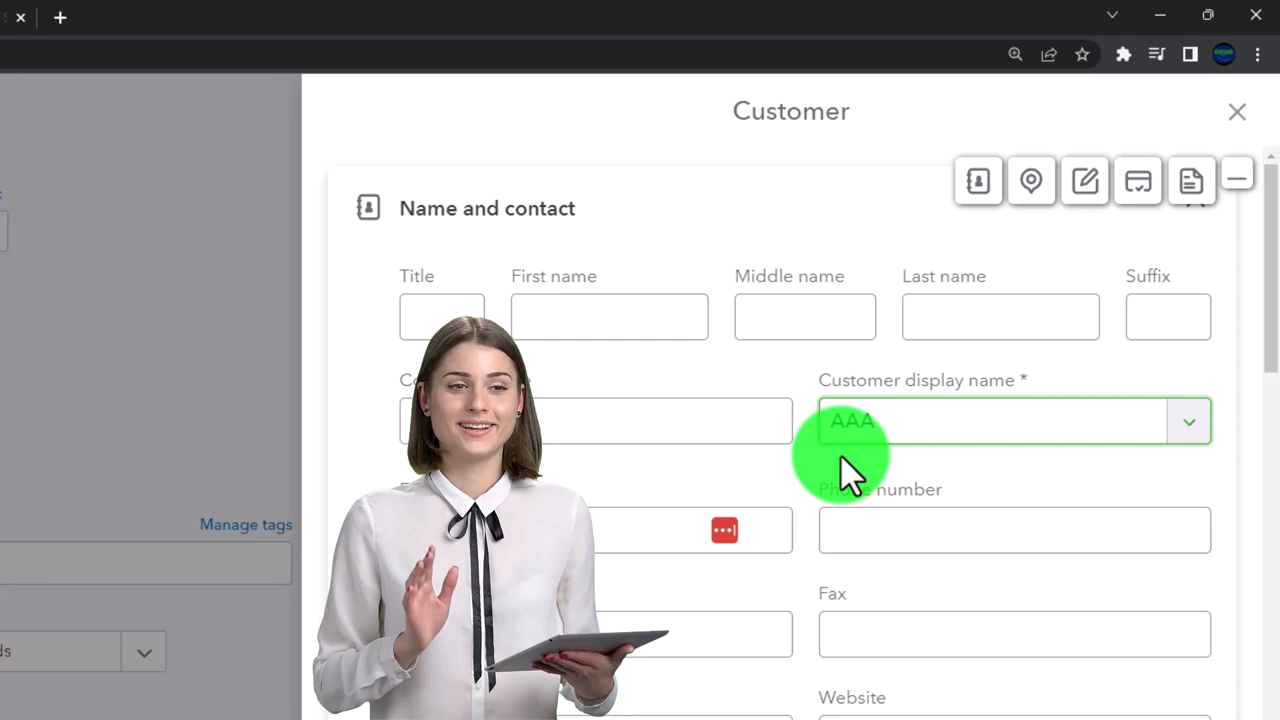 Customer
Name and contact
Title First name Middle name Last name Suffix
Customer display name *
AAA
Manage tags
number
Fax
Website